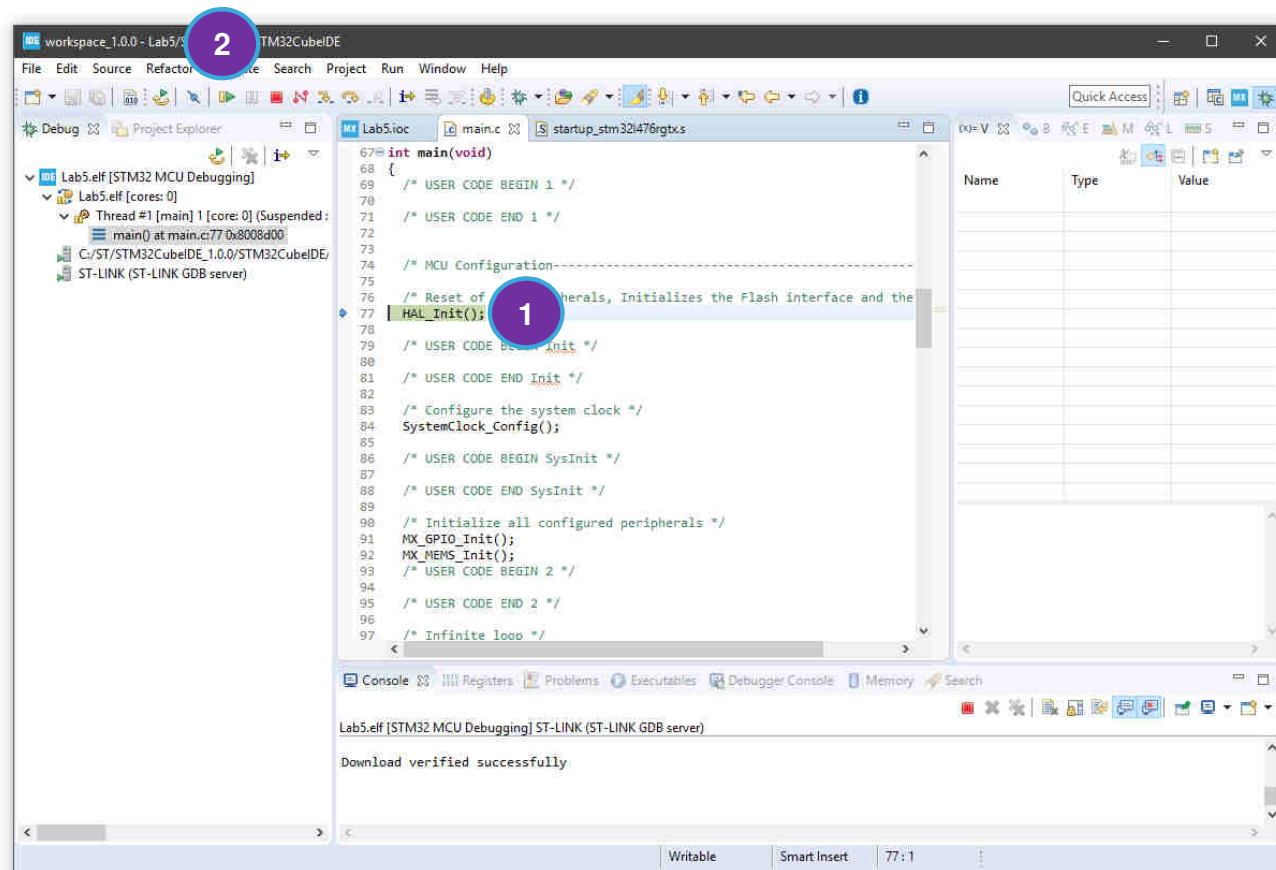 2
IDE workspace_1.0.0 - Lab5/ TM32CubeIDE
File Edit Source Refactor te Search Project Run Window Help
Quick Access
MX
Debug Project Explorer
MX Lab5.ioc main.c startup_stm32l476rgtx.s
(x)= V B E M L S
IDE Lab5.elf [STM32 MCU Debugging]
Lab5.elf [cores: 0]
Thread #1 [main] 1 [core: 0] (Suspended :
main() at main.c:77 0x8008d00
C:/ST/STM32CubeIDE_1.0.0/STM32CubeIDE/
ST-LINK (ST-LINK GDB server)
67 int main(void)
68 {
69 /* USER CODE BEGIN 1 */
70
71 /* USER CODE END 1 */
72
73
74 /* MCU Configuration--------------------------------------------------
75
76 /* Reset of herals, Initializes the Flash interface and the
77 HAL_Init();
1
78
79 /* USER CODE BEGIN Init */
80
81 /* USER CODE END Init */
82
83 /* Configure the system clock */
84 SystemClock_Config();
85
86 /* USER CODE BEGIN SysInit */
87
88 /* USER CODE END SysInit */
89
90 /* Initialize all configured peripherals */
91 MX_GPIO_Init();
92 MX_MEMS_Init();
93 /* USER CODE BEGIN 2 */
94
95 /* USER CODE END 2 */
96
97 /* Infinite loop */
Name Type Value
Console Registers Problems Executables Debugger Console Memory Search
Lab5.elf [STM32 MCU Debugging] ST-LINK (ST-LINK GDB server)
Download verified successfully
Writable Smart Insert 77 : 1